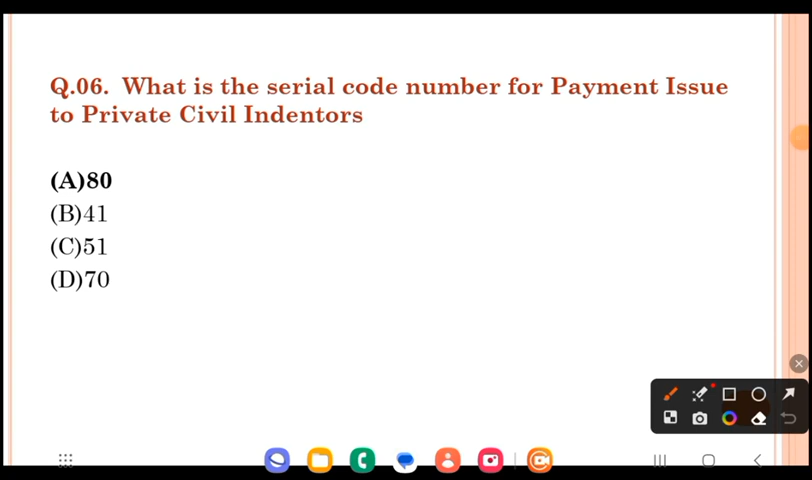 Q.06. What is the serial code number for Payment Issue
to Private Civil Indentors
(A)80
(B)41
(C)51
(D)70